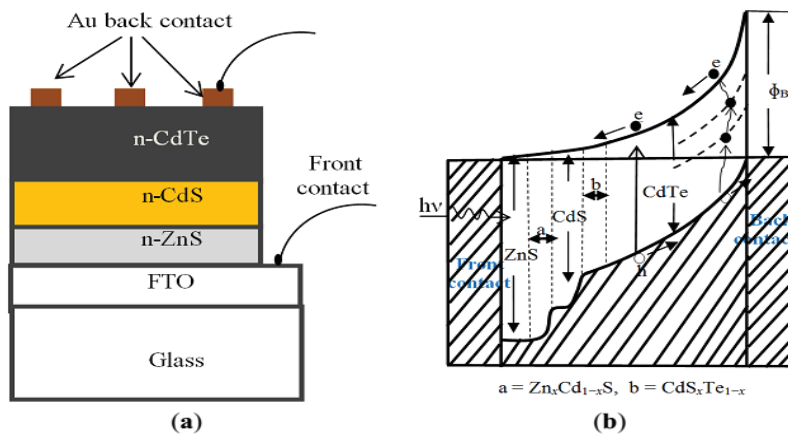 Au back contact
n-CdTe
n-CdS
n-ZnS
FTO
Glass
Front
contact
(a)
e
e
ϕB
b
CdTe
hν
CdS
a
ZnS
Back
contact
Front
contact
h
a = ZnₓCd₁₋ₓS, b = CdSₓTe₁₋ₓ
(b)